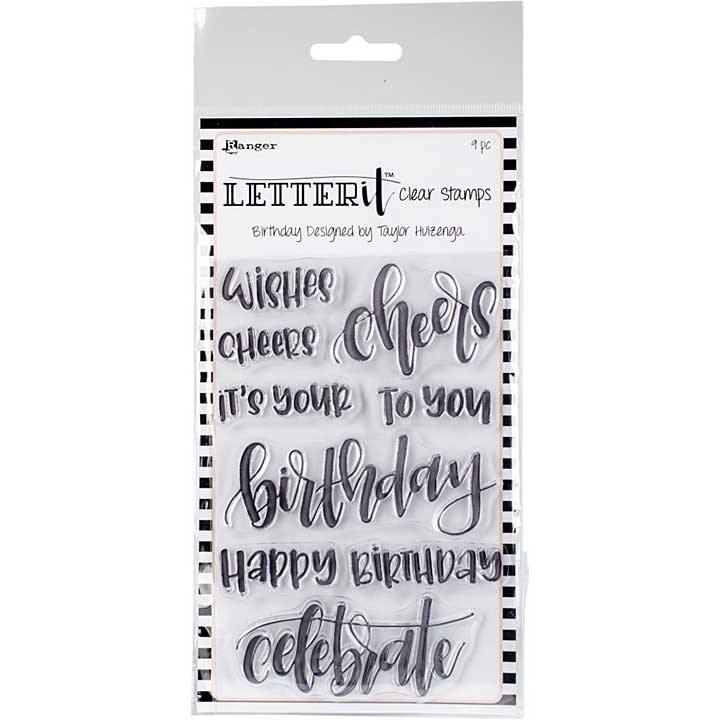 Ranger 9 pc
LETTERit™ Clear Stamps
Birthday Designed by Taylor Huizenga
WISHES
cheers
CHEERS
IT'S YOUR TO YOU
birthday
HAPPY BIRTHDAY
celebrate